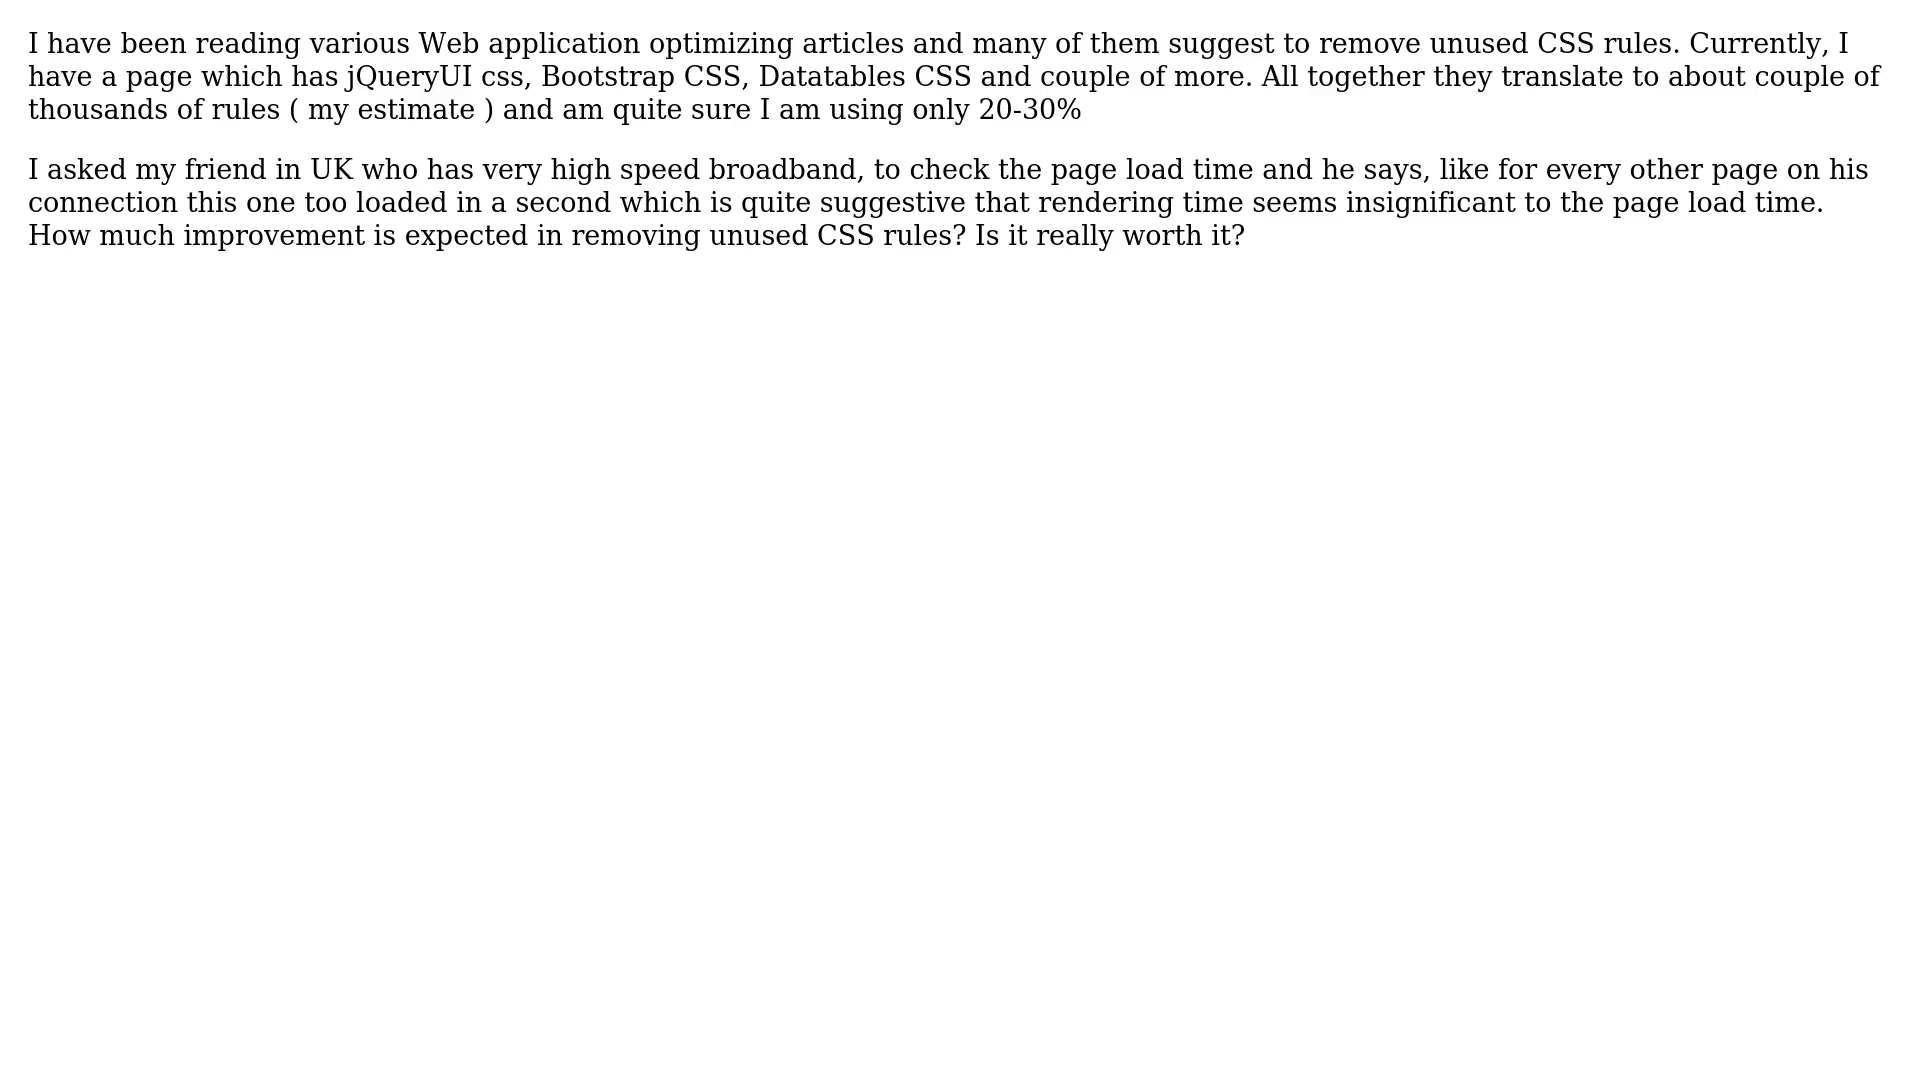 I have been reading various Web application optimizing articles and many of them suggest to remove unused CSS rules. Currently, I
have a page which has jQueryUI css, Bootstrap CSS, Datatables CSS and couple of more. All together they translate to about couple of
thousands of rules ( my estimate ) and am quite sure I am using only 20-30%
I asked my friend in UK who has very high speed broadband, to check the page load time and he says, like for every other page on his
connection this one too loaded in a second which is quite suggestive that rendering time seems insignificant to the page load time.
How much improvement is expected in removing unused CSS rules? Is it really worth it?